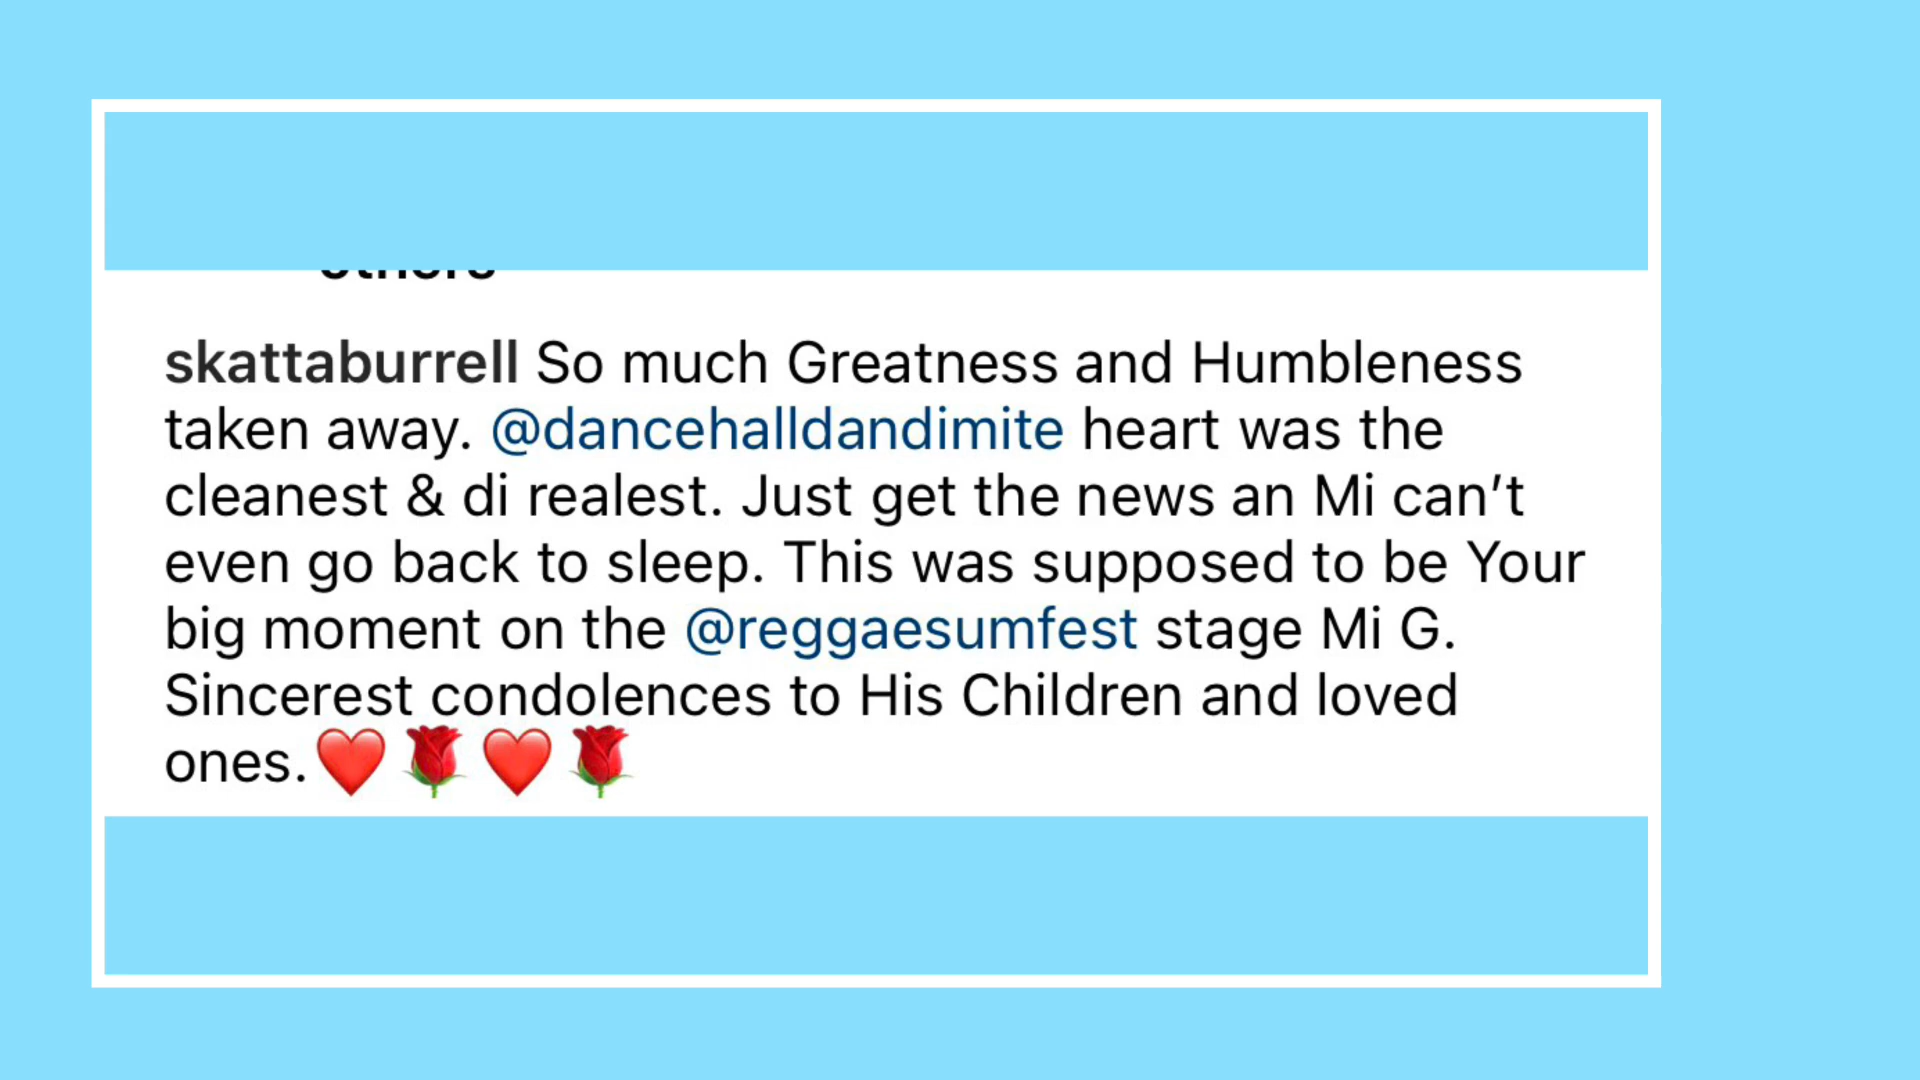 others
skattaburrell So much Greatness and Humbleness
taken away. @dancehalldandimite heart was the
cleanest & di realest. Just get the news an Mi can’t
even go back to sleep. This was supposed to be Your
big moment on the @reggaesumfest stage Mi G.
Sincerest condolences to His Children and loved
ones.❤️🌹❤️🌹